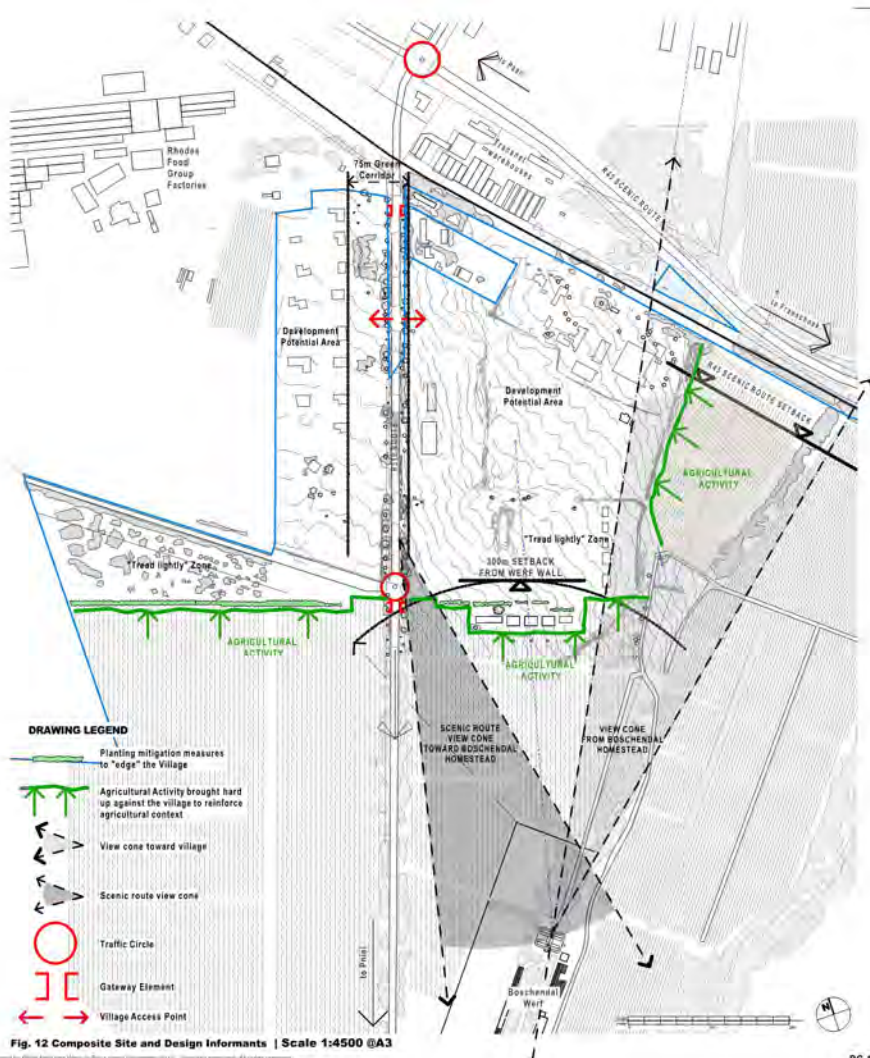 to Paarl
Rhodes
Food
Group
Factories
75m Green
Corridor
Transnet
warehouses
R45 SCENIC ROUTE
to Franschhoek
Development
Potential Area
Development
Potential Area
R45 SCENIC ROUTE SETBACK
AGRICULTURAL
ACTIVITY
"Tread lightly" Zone
"Tread lightly" Zone
300m SETBACK
FROM WERF WALL
AGRICULTURAL
ACTIVITY
AGRICULTURAL
ACTIVITY
SCENIC ROUTE
VIEW CONE
TOWARD BOSCHENDAL
HOMESTEAD
VIEW CONE
FROM BOSCHENDAL
HOMESTEAD
DRAWING LEGEND
Planting mitigation measures
to "edge" the Village
Agricultural Activity brought hard
up against the village to reinforce
agricultural context
View cone toward village
Scenic route view cone
Traffic Circle
Gateway Element
Village Access Point
to Pniel
Boschendal
Werf
N
Fig. 12 Composite Site and Design Informants | Scale 1:4500 @A3